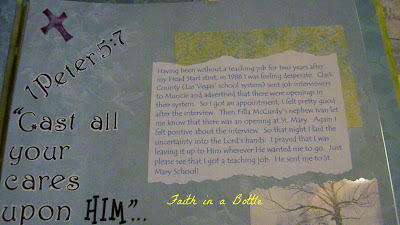 1 Peter 5:7
"Cast all
your
cares
upon HIM"...
Having been without a teaching job for two years after
my Head Start stint, in 1986 I was feeling desperate. Clark
County (Las Vegas' school system) sent job interviewers
to Muncie and advertised that there were openings in
their system. So I got an appointment. I felt pretty good
after the interview. Then Filla McCurdy's nephew Ivan let
me know that there was an opening at St. Mary. Again I
felt positive about the interview. So that night I laid the
uncertainty into the Lord's hands. I prayed that I was
leaving it up to Him wherever He wanted me to go. Just
please see that I got a teaching job. He sent me to St.
Mary School!
Faith in a Bottle